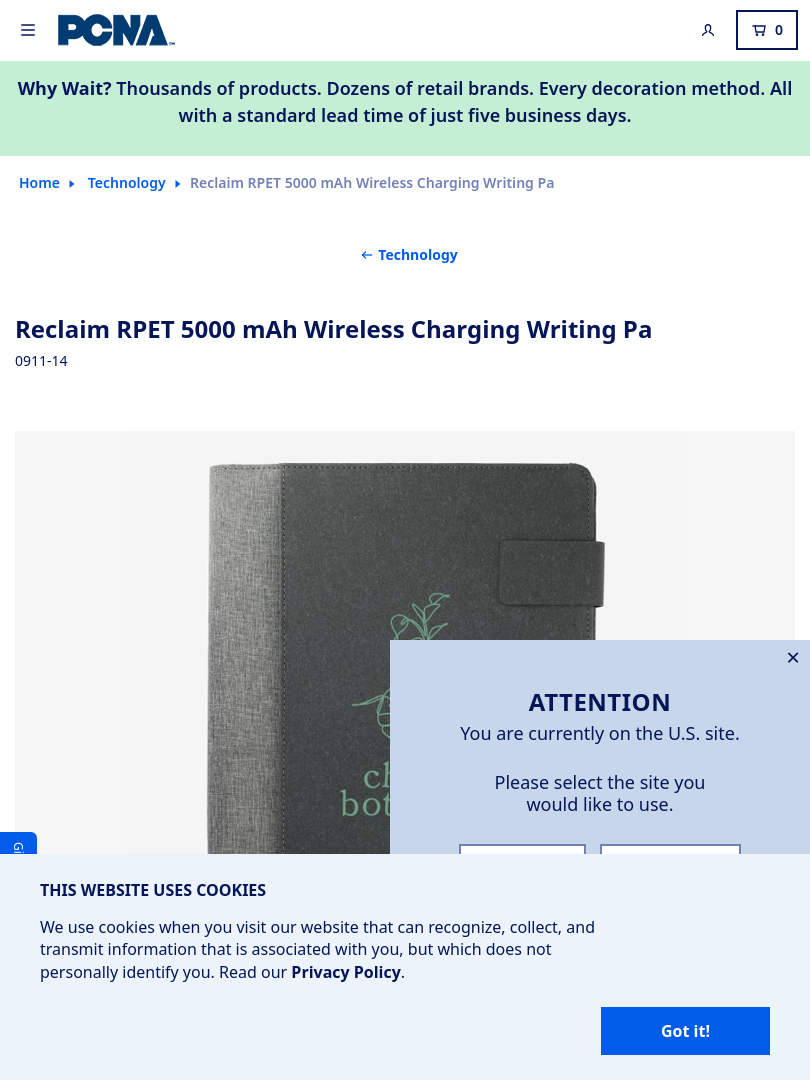 PCNA
0
Why Wait? Thousands of products. Dozens of retail brands. Every decoration method. All
with a standard lead time of just five business days.
Home Technology Reclaim RPET 5000 mAh Wireless Charging Writing Pa
← Technology
Reclaim RPET 5000 mAh Wireless Charging Writing Pa
0911-14
ATTENTION
You are currently on the U.S. site.
Please select the site you
would like to use.
THIS WEBSITE USES COOKIES
We use cookies when you visit our website that can recognize, collect, and
transmit information that is associated with you, but which does not
personally identify you. Read our Privacy Policy.
Got it!